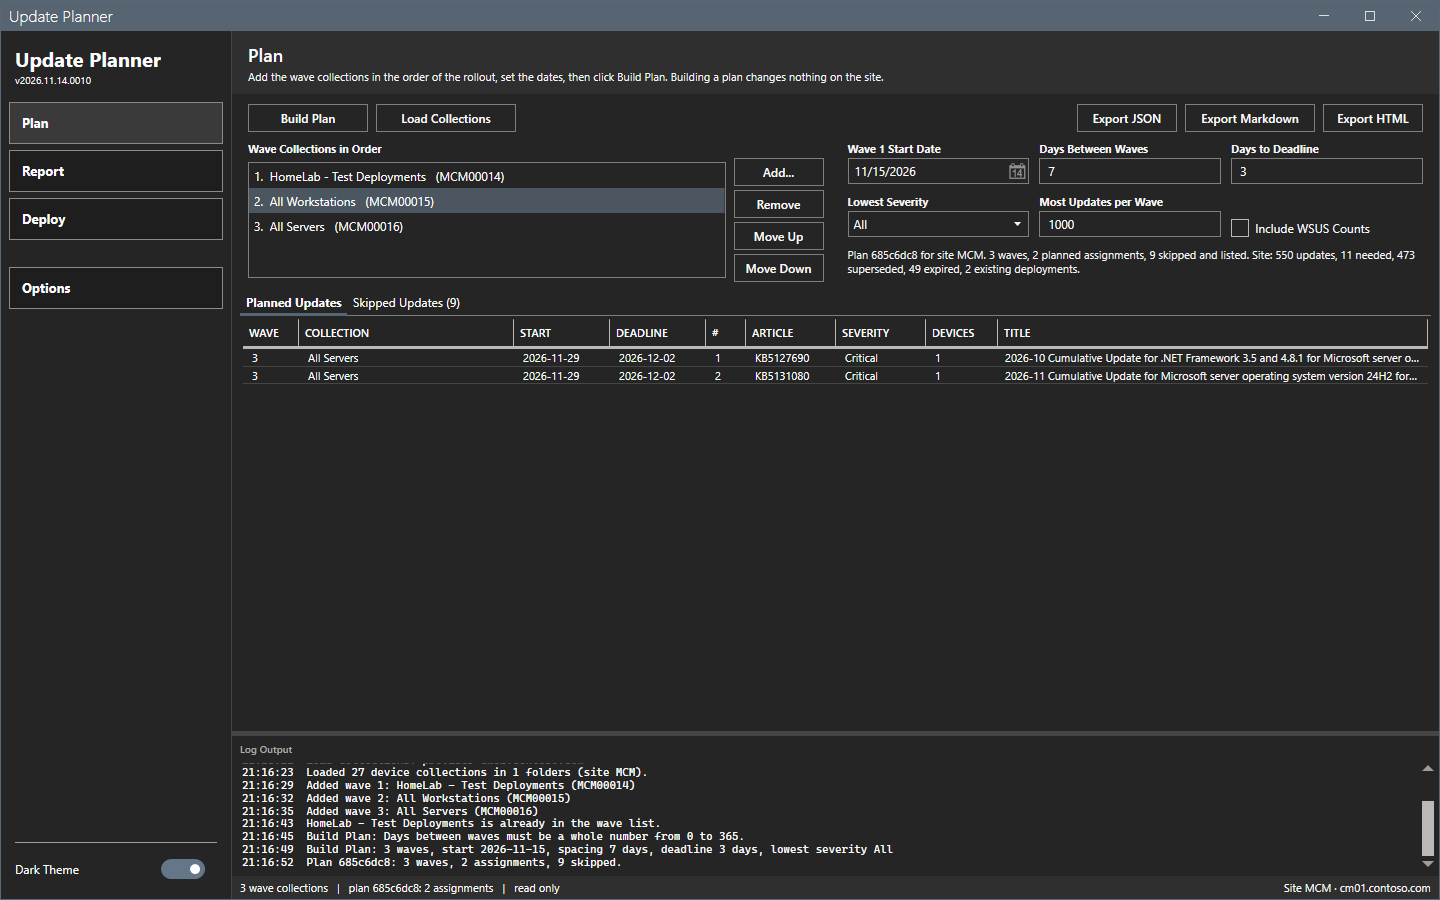 Update Planner
Update Planner
v2026.11.14.0010
Plan
Report
Deploy
Options
Dark Theme
Plan
Add the wave collections in the order of the rollout, set the dates, then click Build Plan. Building a plan changes nothing on the site.
Build Plan
Load Collections
Export JSON
Export Markdown
Export HTML
Wave Collections in Order
1. HomeLab - Test Deployments (MCM00014)
2. All Workstations (MCM00015)
3. All Servers (MCM00016)
Add...
Remove
Move Up
Move Down
Wave 1 Start Date
Days Between Waves
Days to Deadline
11/15/2026
14
7
3
Lowest Severity
Most Updates per Wave
All
1000
Include WSUS Counts
Plan 685c6dc8 for site MCM. 3 waves, 2 planned assignments, 9 skipped and listed. Site: 550 updates, 11 needed, 473
superseded, 49 expired, 2 existing deployments.
Planned Updates
Skipped Updates (9)
WAVE COLLECTION START DEADLINE # ARTICLE SEVERITY DEVICES TITLE
3 All Servers 2026-11-29 2026-12-02 1 KB5127690 Critical 1 2026-10 Cumulative Update for .NET Framework 3.5 and 4.8.1 for Microsoft server o...
3 All Servers 2026-11-29 2026-12-02 2 KB5131080 Critical 1 2026-11 Cumulative Update for Microsoft server operating system version 24H2 for...
Log Output
21:16:23 Loaded 27 device collections in 1 folders (site MCM).
21:16:29 Added wave 1: HomeLab - Test Deployments (MCM00014)
21:16:32 Added wave 2: All Workstations (MCM00015)
21:16:35 Added wave 3: All Servers (MCM00016)
21:16:43 HomeLab - Test Deployments is already in the wave list.
21:16:45 Build Plan: Days between waves must be a whole number from 0 to 365.
21:16:49 Build Plan: 3 waves, start 2026-11-15, spacing 7 days, deadline 3 days, lowest severity All
21:16:52 Plan 685c6dc8: 3 waves, 2 assignments, 9 skipped.
3 wave collections | plan 685c6dc8: 2 assignments | read only
Site MCM · cm01.contoso.com